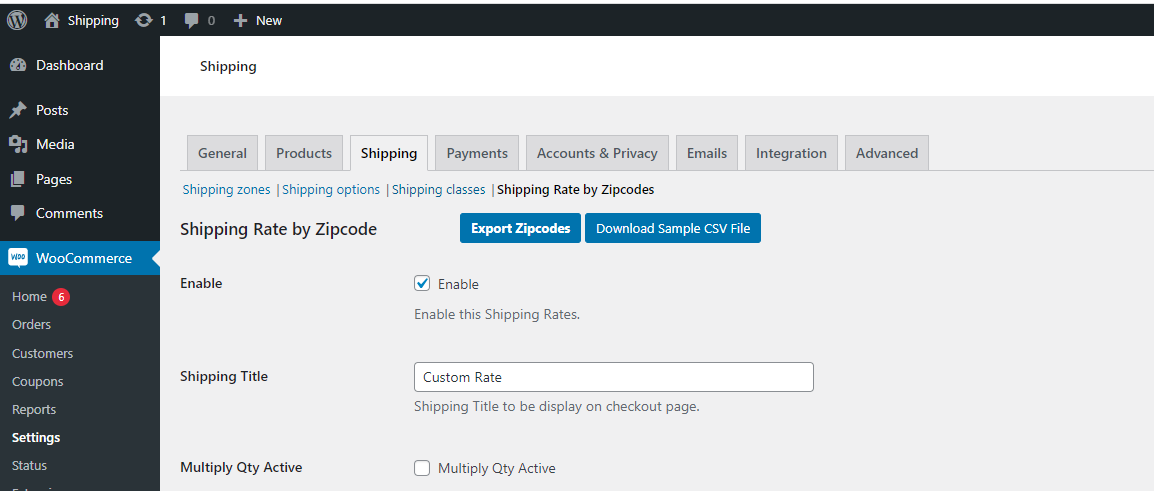 Shipping 1 0 New
Dashboard
Posts
Media
Pages
Comments
WooCommerce
Home 6
Orders
Customers
Coupons
Reports
Settings
Status
Shipping
General Products Shipping Payments Accounts & Privacy Emails Integration Advanced
Shipping zones | Shipping options | Shipping classes | Shipping Rate by Zipcodes
Shipping Rate by Zipcode Export Zipcodes Download Sample CSV File
Enable Enable
Enable this Shipping Rates.
Shipping Title Custom Rate
Shipping Title to be display on checkout page.
Multiply Qty Active Multiply Qty Active